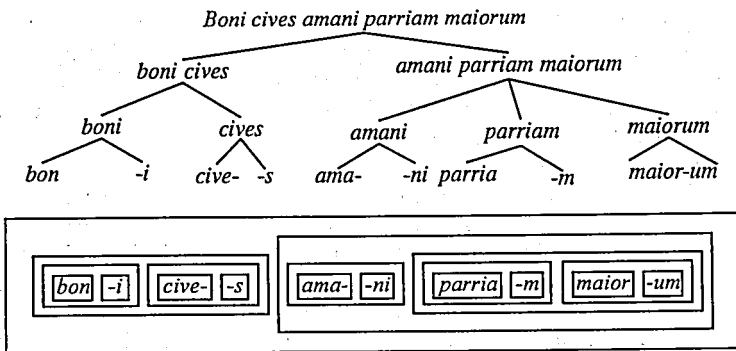 Boni cives amani parriam maiorum
boni cives amani parriam maiorum
boni cives amani parriam maiorum
bon -i cive- -s ama- -ni parria -m maior-um
bon -i cive- -s ama- -ni parria -m maior -um